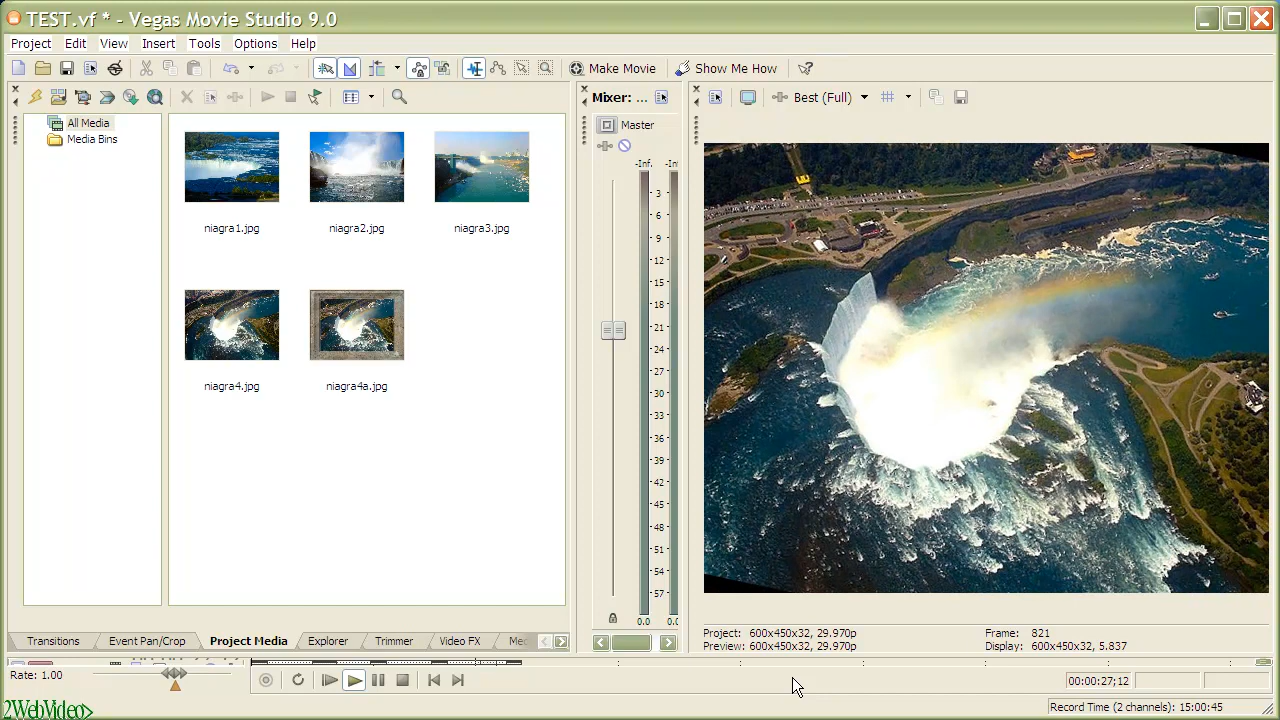 TEST.vf * - Vegas Movie Studio 9.0
Project Edit View Insert Tools Options Help
Make Movie Show Me How
Mixer: ... Best (Full)
All Media
Media Bins
Master
-Inf. -In
3
6
9
12
15
18
21
24
27
30
33
36
39
42
45
48
51
54
57
0.0 0.0
niagra1.jpg niagra2.jpg niagra3.jpg
niagra4.jpg niagra4a.jpg
Transitions Event Pan/Crop Project Media Explorer Trimmer Video FX Me
Project: 600x450x32, 29.970p Frame: 821
Preview: 600x450x32, 29.970p Display: 600x450x32, 5.837
Rate: 1.00
00:00:27;12
2WebVideo>
Record Time (2 channels): 15:00:45